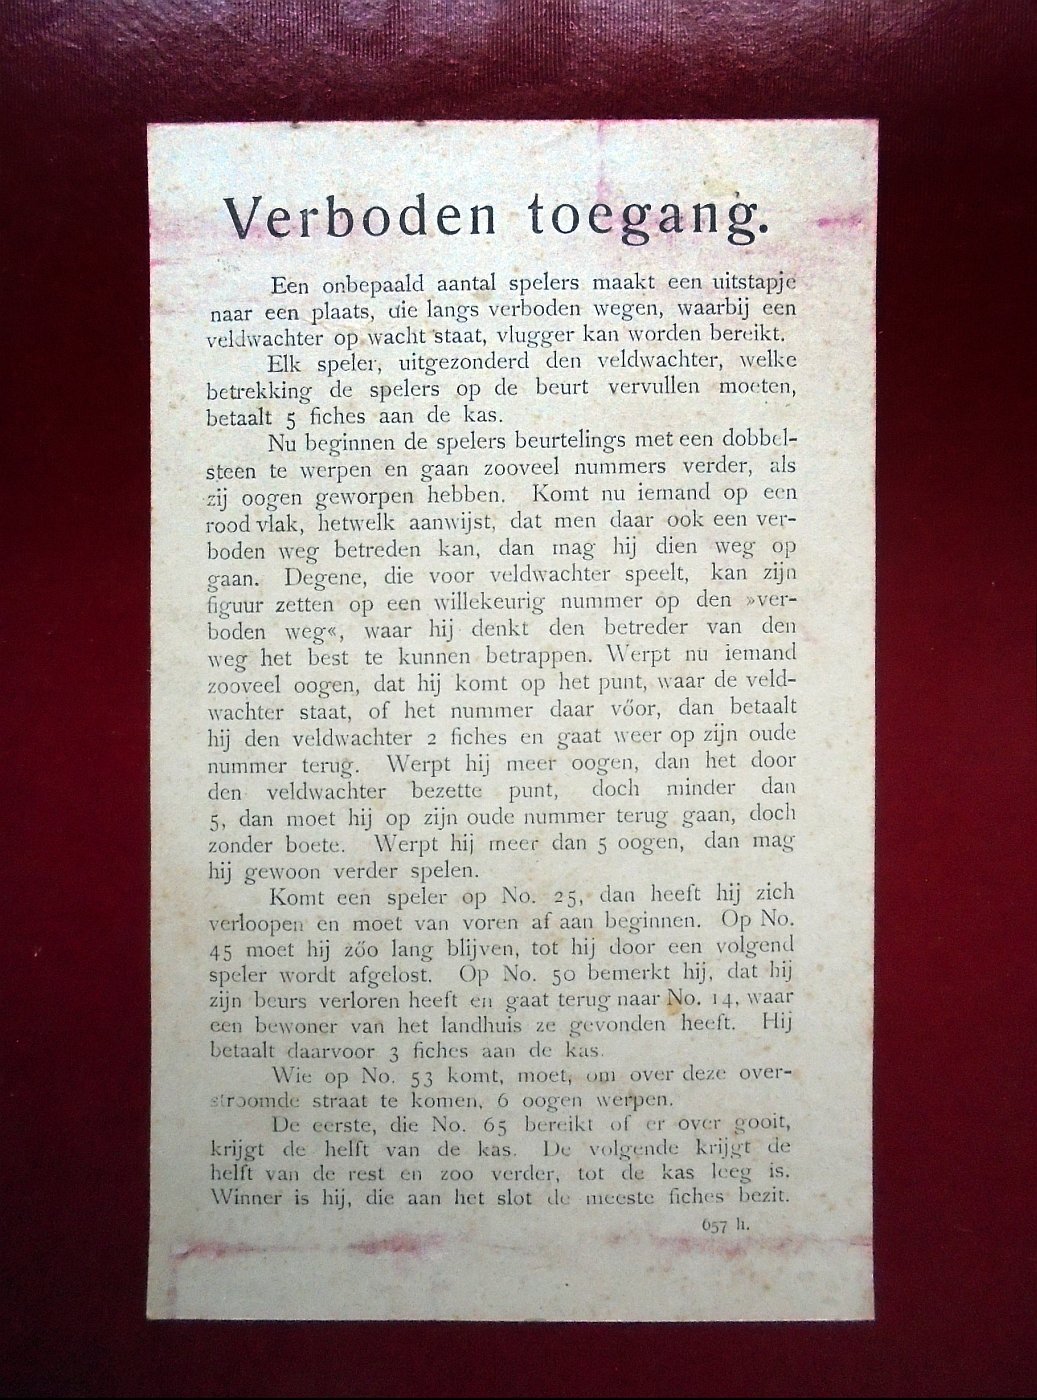 Verboden toegang.
Een onbepaald aantal spelers maakt een uitstapje
naar een plaats, die langs verboden wegen, waarbij een
veldwachter op wacht staat, vlugger kan worden bereikt.
Elk speler, uitgezonderd den veldwachter, welke
betrekking de spelers op de beurt vervullen moeten,
betaalt 5 fiches aan de kas.
Nu beginnen de spelers beurtelings met een dobbel-
steen te werpen en gaan zooveel nummers verder, als
zij oogen geworpen hebben. Komt nu iemand op een
rood vlak, hetwelk aanwijst, dat men daar ook een ver-
boden weg betreden kan, dan mag hij dien weg op
gaan. Degene, die voor veldwachter speelt, kan zijn
figuur zetten op een willekeurig nummer op den »ver-
boden weg«, waar hij denkt den betreder van den
weg het best te kunnen betrappen. Werpt nu iemand
zooveel oogen, dat hij komt op het punt, waar de veld-
wachter staat, of het nummer daar vőor, dan betaalt
hij den veldwachter 2 fiches en gaat weer op zijn oude
nummer terug. Werpt hij meer oogen, dan het door
den veldwachter bezette punt, doch minder dan
5, dan moet hij op zijn oude nummer terug gaan, doch
zonder boete. Werpt hij meer dan 5 oogen, dan mag
hij gewoon verder spelen.
Komt een speler op No. 25, dan heeft hij zich
verloopen en moet van voren af aan beginnen. Op No.
45 moet hij zőo lang blijven, tot hij door een volgend
speler wordt afgelost. Op No. 50 bemerkt hij, dat hij
zijn beurs verloren heeft en gaat terug naar No. 14, waar
een bewoner van het landhuis ze gevonden heeft. Hij
betaalt daarvoor 3 fiches aan de kas.
Wie op No. 53 komt, moet, om over deze over-
stroomde straat te komen, 6 oogen werpen.
De eerste, die No. 65 bereikt of er over gooit,
krijgt de helft van de kas. De volgende krijgt de
helft van de rest en zoo verder, tot de kas leeg is.
Winner is hij, die aan het slot de meeste fiches bezit.
657 h.